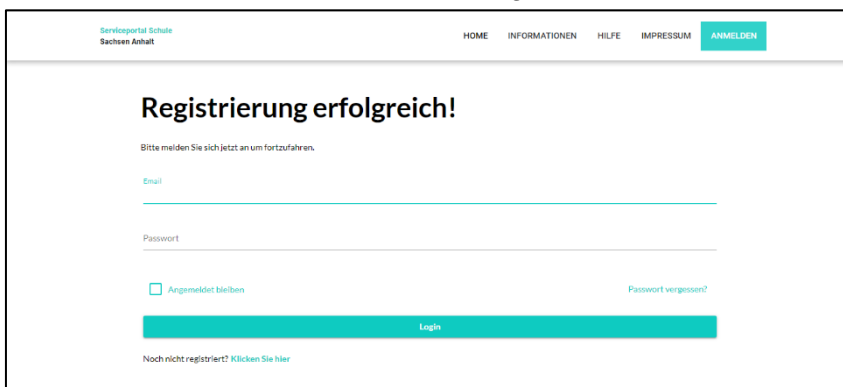 Serviceportal Schule
Sachsen Anhalt
HOME INFORMATIONEN HILFE IMPRESSUM ANMELDEN
Registrierung erfolgreich!
Bitte melden Sie sich jetzt an um fortzufahren.
Email
Passwort
Angemeldet bleiben Passwort vergessen?
Login
Noch nicht registriert? Klicken Sie hier